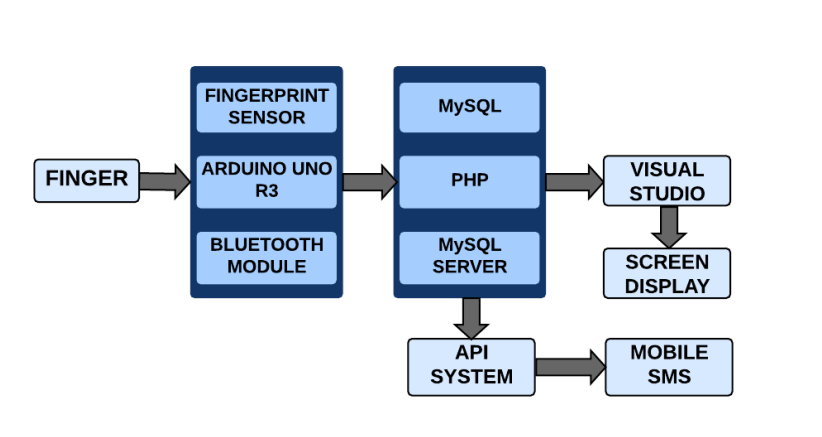 FINGER
FINGERPRINT
SENSOR
ARDUINO UNO
R3
BLUETOOTH
MODULE
MySQL
PHP
MySQL
SERVER
VISUAL
STUDIO
SCREEN
DISPLAY
API
SYSTEM
MOBILE
SMS